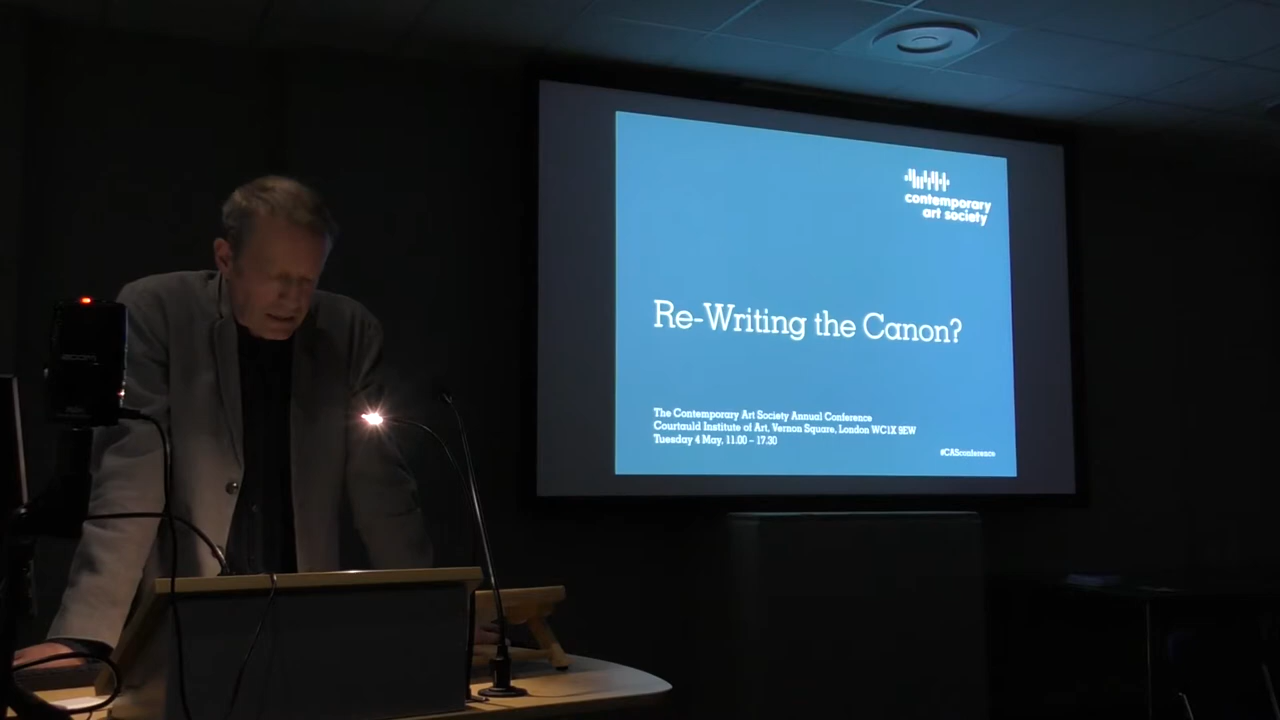 contemporary
art society
Re-Writing the Canon?
The Contemporary Art Society Annual Conference
Courtauld Institute of Art, Vernon Square, London WC1X 9EW
Tuesday 4 May, 11.00 – 17.30
#CASconference
zoom